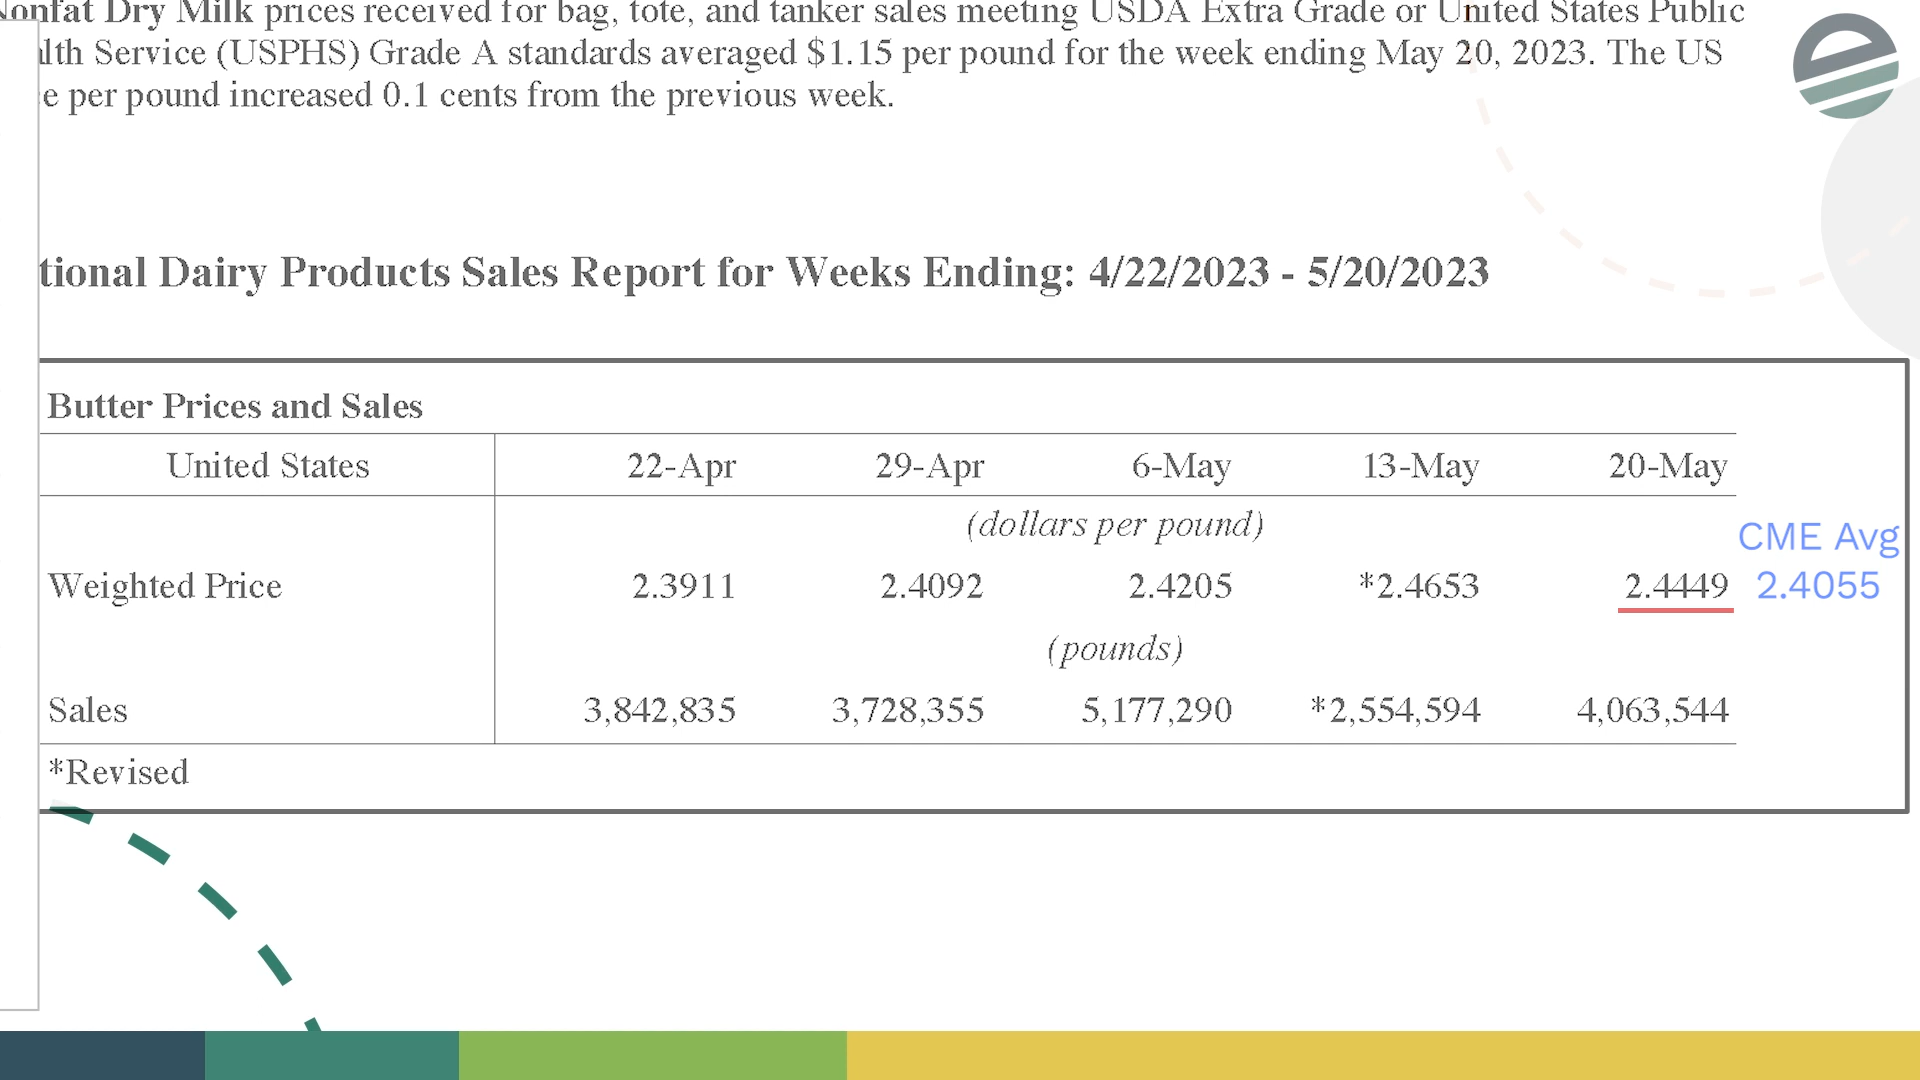 Nonfat Dry Milk prices received for bag, tote, and tanker sales meeting USDA Extra Grade or United States Public
lth Service (USPHS) Grade A standards averaged $1.15 per pound for the week ending May 20, 2023. The US
e per pound increased 0.1 cents from the previous week.
tional Dairy Products Sales Report for Weeks Ending: 4/22/2023 - 5/20/2023
Butter Prices and Sales
United States 22-Apr 29-Apr 6-May 13-May 20-May
(dollars per pound)
CME Avg
Weighted Price 2.3911 2.4092 2.4205 *2.4653 2.4449 2.4055
(pounds)
Sales 3,842,835 3,728,355 5,177,290 *2,554,594 4,063,544
*Revised